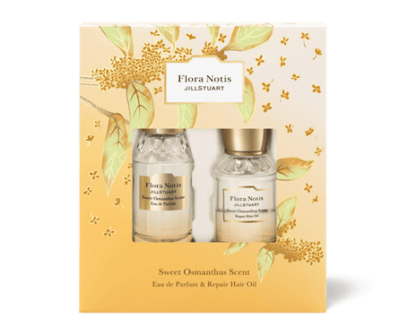 Flora Notis
JILLSTUART
Flora Notis
JILLSTUART
Sweet Osmanthus Scent
Eau de Parfum
Flora Notis
JILLSTUART
Sweet Osmanthus Scent
Repair Hair Oil
Sweet Osmanthus Scent
Eau de Parfum & Repair Hair Oil